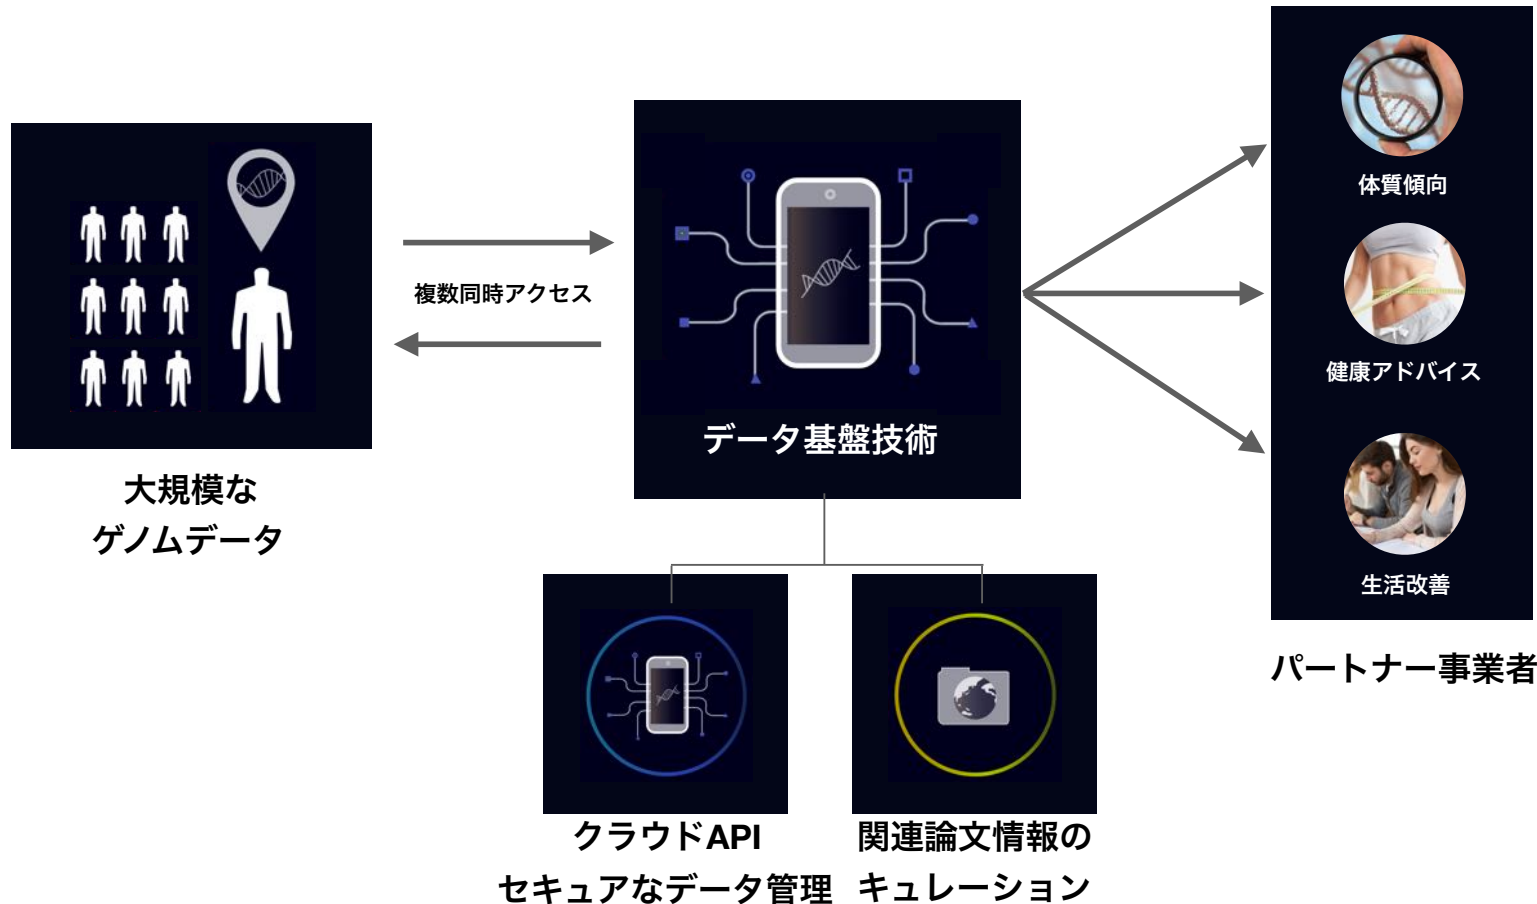 大規模な
ゲノムデータ
複数同時アクセス
データ基盤技術
クラウドAPI
セキュアなデータ管理
関連論文情報の
キュレーション
体質傾向
健康アドバイス
生活改善
パートナー事業者